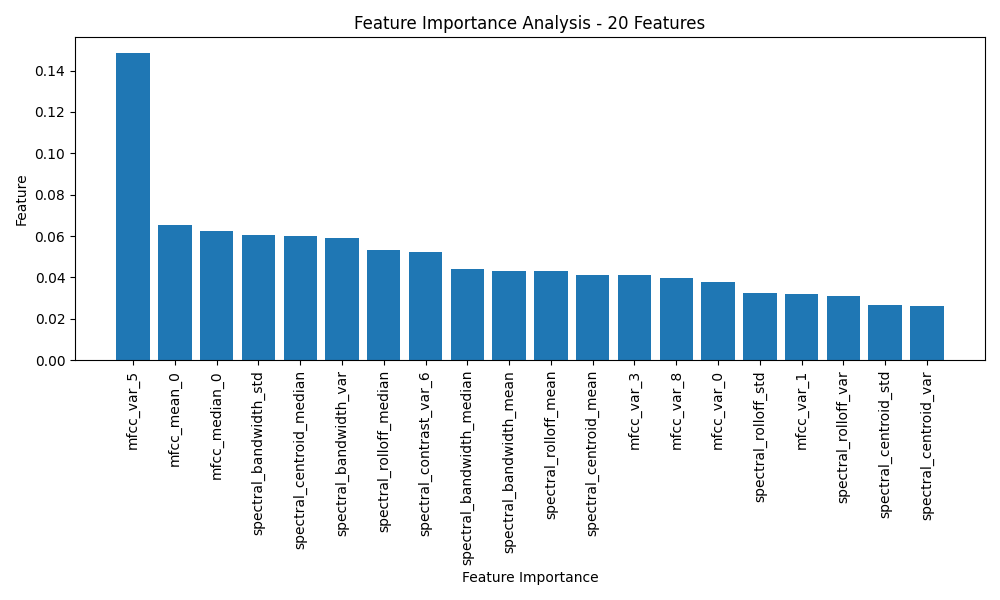 Feature Importance Analysis - 20 Features
Feature
0.14
0.12
0.10
0.08
0.06
0.04
0.02
0.00
mfcc_var_5
mfcc_mean_0
mfcc_median_0
spectral_bandwidth_std
spectral_centroid_median
spectral_bandwidth_var
spectral_rolloff_median
spectral_contrast_var_6
spectral_bandwidth_median
spectral_bandwidth_mean
spectral_rolloff_mean
spectral_centroid_mean
mfcc_var_3
mfcc_var_8
mfcc_var_0
spectral_rolloff_std
mfcc_var_1
spectral_rolloff_var
spectral_centroid_std
spectral_centroid_var
Feature Importance